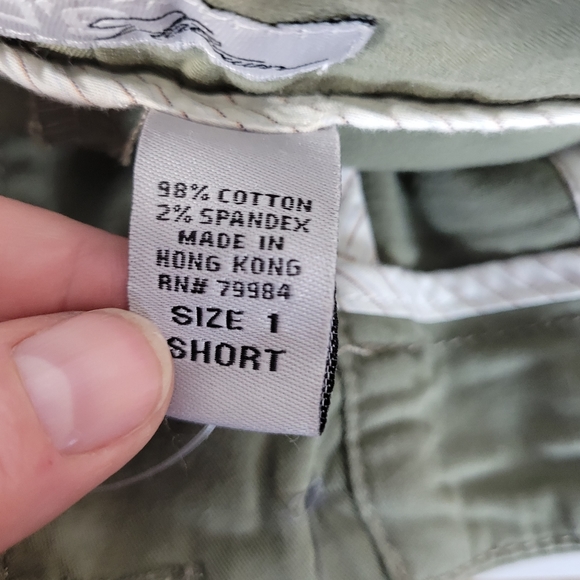 98% COTTON
2% SPANDEX
MADE IN
HONG KONG
RN# 79984
SIZE 1
SHORT